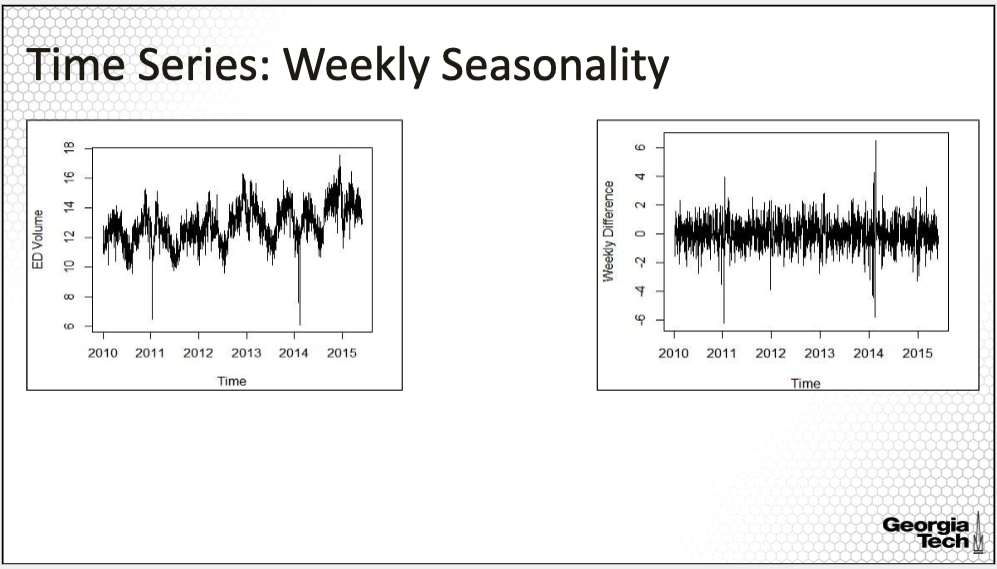 Time Series: Weekly Seasonality
18
16
14
12
10
8
6
ED Volume
2010 2011 2012 2013 2014 2015
Time
6
4
2
0
-2
-4
-6
Weekly Difference
2010 2011 2012 2013 2014 2015
Time
Georgia
Tech